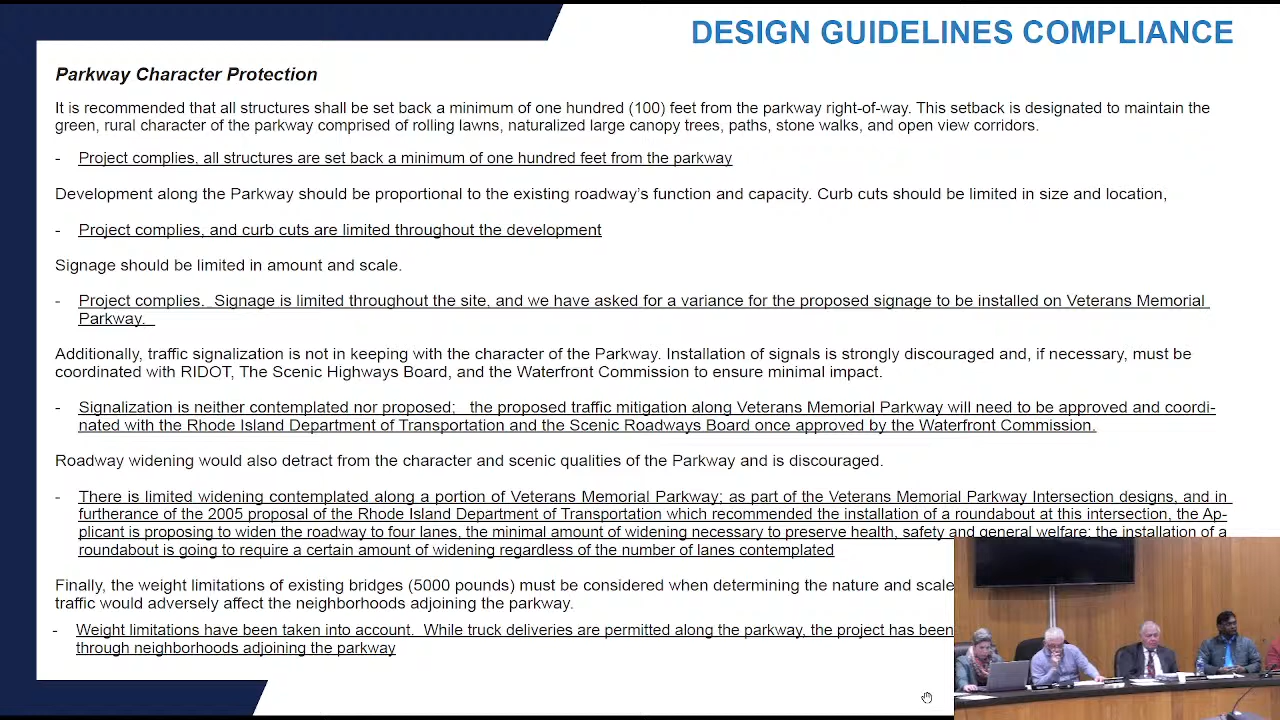 DESIGN GUIDELINES COMPLIANCE
Parkway Character Protection
It is recommended that all structures shall be set back a minimum of one hundred (100) feet from the parkway right-of-way. This setback is designated to maintain the
green, rural character of the parkway comprised of rolling lawns, naturalized large canopy trees, paths, stone walks, and open view corridors.
- Project complies, all structures are set back a minimum of one hundred feet from the parkway
Development along the Parkway should be proportional to the existing roadway's function and capacity. Curb cuts should be limited in size and location,
- Project complies, and curb cuts are limited throughout the development
Signage should be limited in amount and scale.
- Project complies. Signage is limited throughout the site, and we have asked for a variance for the proposed signage to be installed on Veterans Memorial
Parkway.
Additionally, traffic signalization is not in keeping with the character of the Parkway. Installation of signals is strongly discouraged and, if necessary, must be
coordinated with RIDOT, The Scenic Highways Board, and the Waterfront Commission to ensure minimal impact.
- Signalization is neither contemplated nor proposed; the proposed traffic mitigation along Veterans Memorial Parkway will need to be approved and coordi-
nated with the Rhode Island Department of Transportation and the Scenic Roadways Board once approved by the Waterfront Commission.
Roadway widening would also detract from the character and scenic qualities of the Parkway and is discouraged.
- There is limited widening contemplated along a portion of Veterans Memorial Parkway; as part of the Veterans Memorial Parkway Intersection designs, and in
furtherance of the 2005 proposal of the Rhode Island Department of Transportation which recommended the installation of a roundabout at this intersection, the Ap-
plicant is proposing to widen the roadway to four lanes, the minimal amount of widening necessary to preserve health, safety and general welfare; the installation of a
roundabout is going to require a certain amount of widening regardless of the number of lanes contemplated
Finally, the weight limitations of existing bridges (5000 pounds) must be considered when determining the nature and scale
traffic would adversely affect the neighborhoods adjoining the parkway.
- Weight limitations have been taken into account. While truck deliveries are permitted along the parkway, the project has been
through neighborhoods adjoining the parkway